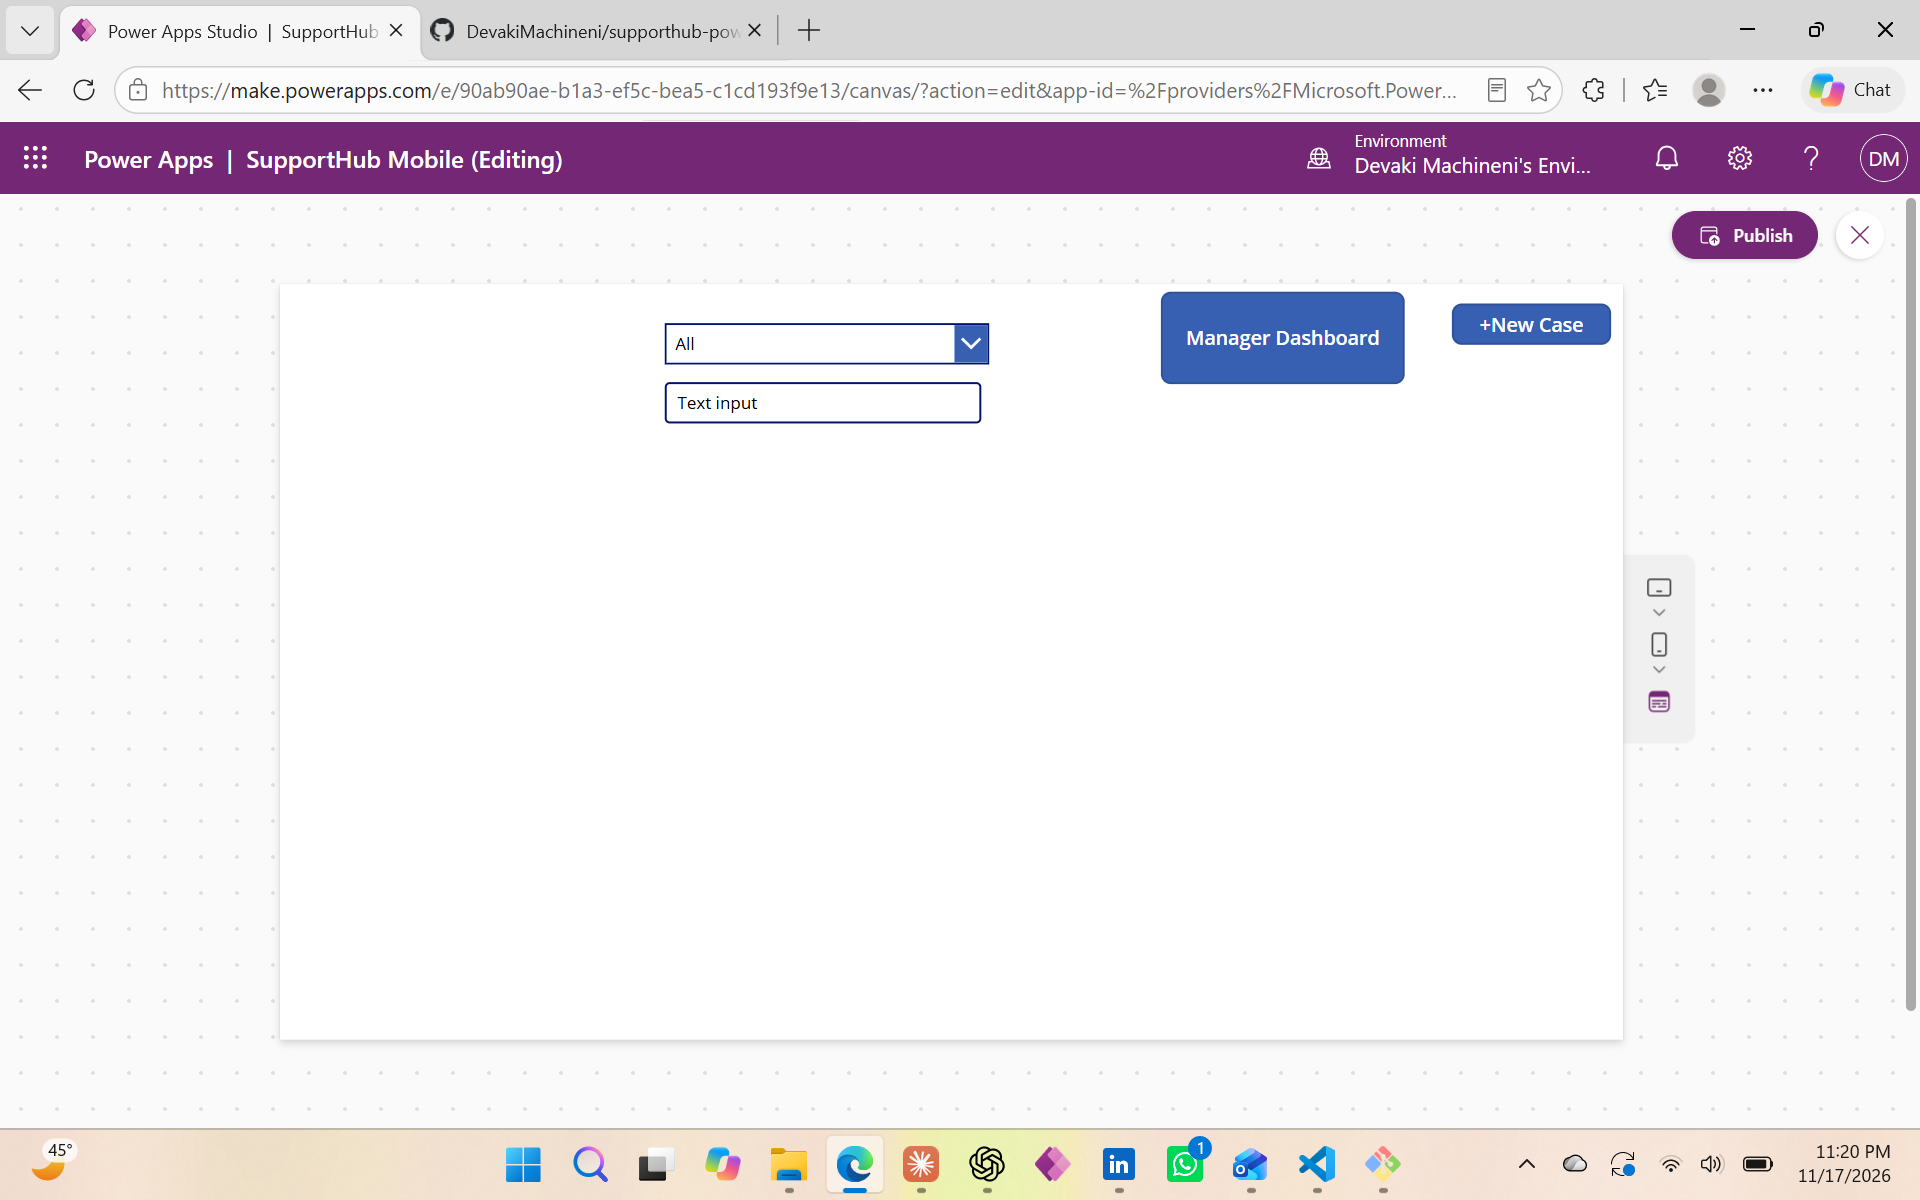 Power Apps Studio | SupportHub
DevakiMachineni/supporthub-pow
https://make.powerapps.com/e/90ab90ae-b1a3-ef5c-bea5-c1cd193f9e13/canvas/?action=edit&app-id=%2Fproviders%2FMicrosoft.Power...
Chat
Power Apps | SupportHub Mobile (Editing)
Environment
Devaki Machineni's Envi...
DM
Publish
All
Manager Dashboard
+New Case
Text input
45°
1
11:20 PM
11/17/2026